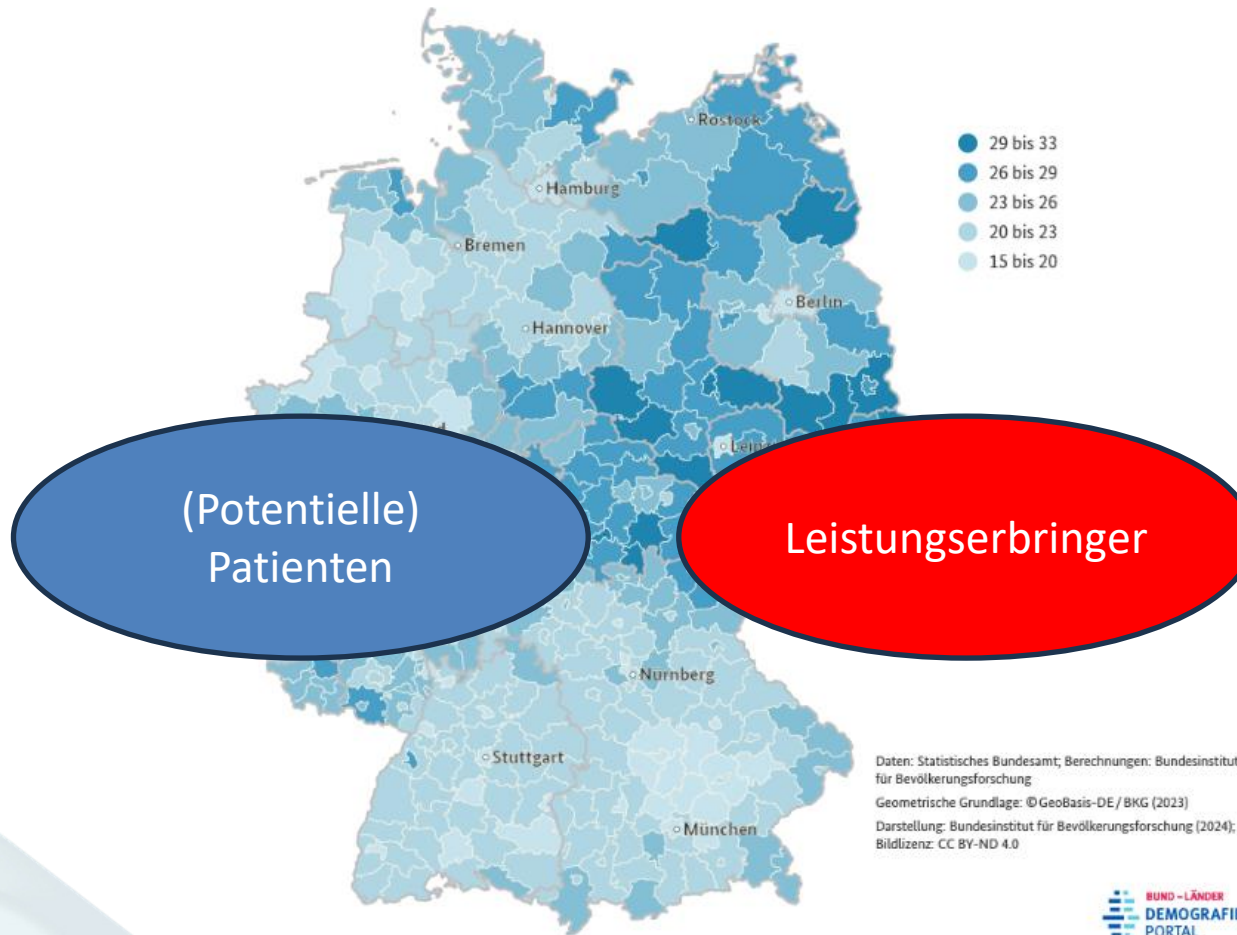 Rostock
29 bis 33
26 bis 29
23 bis 26
20 bis 23
15 bis 20
Hamburg
Bremen
Berlin
Hannover
(Potentielle)
Patienten
Leistungserbringer
Nürnberg
Stuttgart
München
Daten: Statistisches Bundesamt; Berechnungen: Bundesinstitut
für Bevölkerungsforschung
Geometrische Grundlage: © GeoBasis-DE / BKG (2023)
Darstellung: Bundesinstitut für Bevölkerungsforschung (2024);
Bildlizenz: CC BY-ND 4.0
BUND – LÄNDER
PORTAL